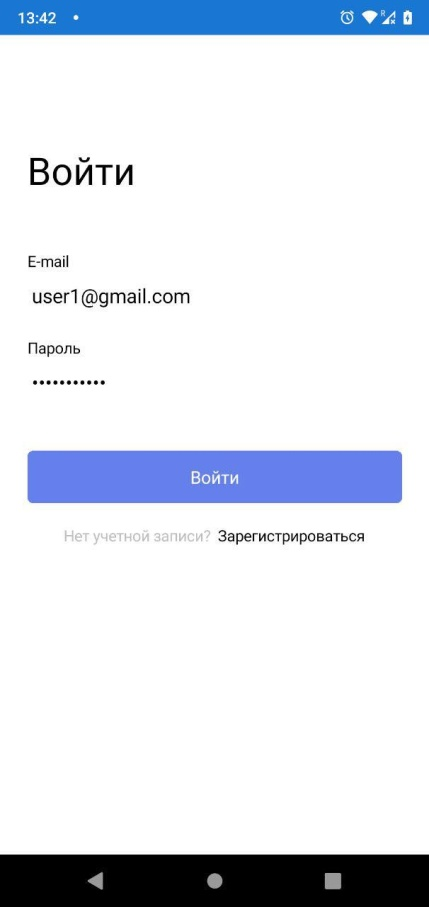 13:42
R
Войти
E-mail
user1@gmail.com
Пароль
•••••••••••
Войти
Нет учетной записи? Зарегистрироваться